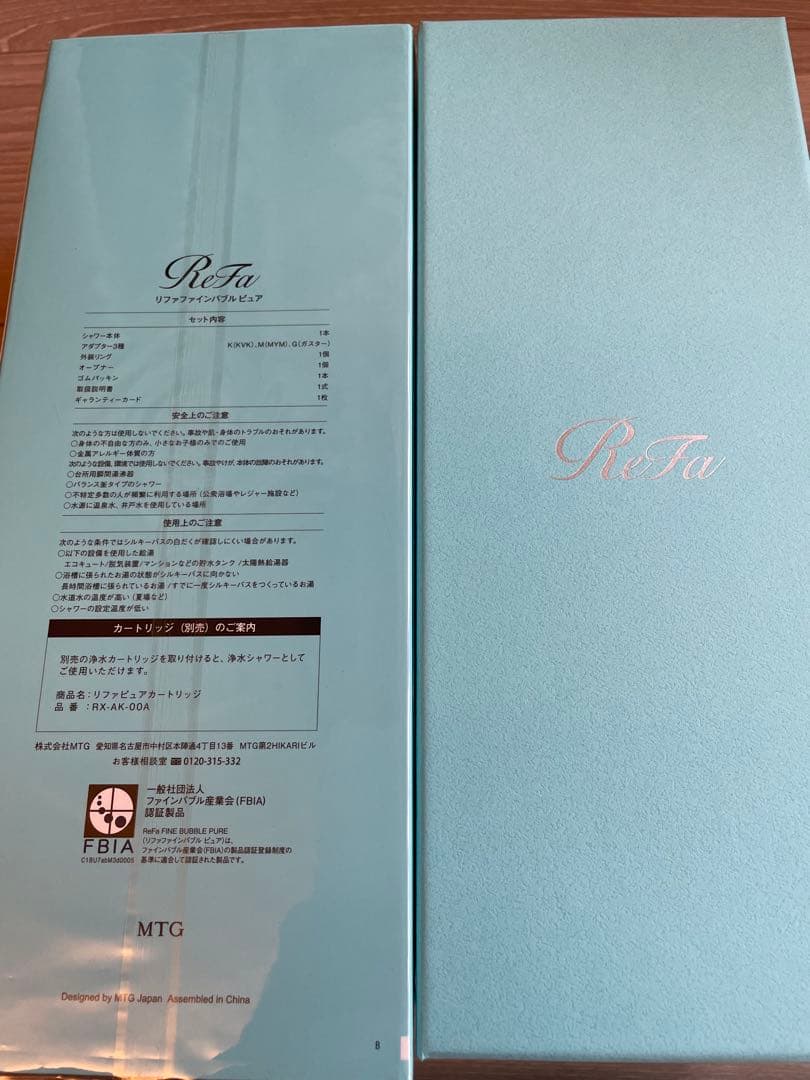 ReFa
リファファインバブル ピュア
セット内容
シャワー本体 1本
アダプター3種 K(KVK)、M(MYM)、G(ガスター)
外装リング 1個
オープナー 1個
ゴムパッキン 1本
取扱説明書 1式
ギャランティーカード 1枚
安全上のご注意
次のような方は使用しないでください。事故や肌・身体のトラブルのおそれがあります。
○身体の不自由な方のみ、小さなお子様のみでのご使用
○金属アレルギー体質の方
次のような設備、環境では使用しないでください。事故やけが、本体の故障のおそれがあります。
○台所用瞬間湯沸器
○バランス釜タイプのシャワー
○不特定多数の人が頻繁に利用する場所（公衆浴場やレジャー施設など）
○水源に温泉水、井戸水を使用している場所
使用上のご注意
次のような条件ではシルキーバスの白だくが確認しにくい場合があります。
○以下の設備を使用した給湯
エコキュート/脱気装置/マンションなどの貯水タンク/太陽熱給湯器
○浴槽に張られたお湯の状態がシルキーバスに向かない
長時間浴槽に張られているお湯/すでに一度シルキーバスをつくっているお湯
○水道水の温度が高い（夏場など）
○シャワーの設定温度が低い
カートリッジ（別売）のご案内
別売の浄水カートリッジを取り付けると、浄水シャワーとして
ご使用いただけます。
商品名：リファピュアカートリッジ
品 番 ：RX-AK-00A
株式会社MTG 愛知県名古屋市中村区本陣通4丁目13番 MTG第2HIKARIビル
お客様相談室 0120-315-332
一般社団法人
ファインバブル産業会(FBIA)
認証製品
FBIA
C18U7abM3d0005
ReFa FINE BUBBLE PURE
(リファファインバブル ピュア)は、
ファインバブル産業会(FBIA)の製品認証登録制度の
基準に適合して認証された製品です。
MTG
Designed by MTG Japan Assembled in China
B
ReFa